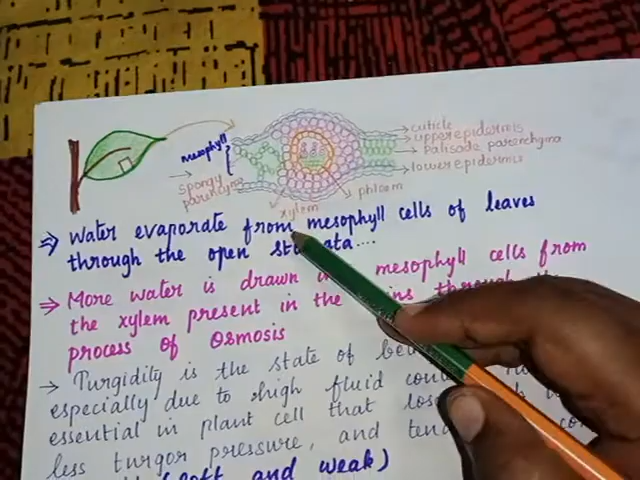 cuticle
upper epidermis
Palisade parenchyma
lower epidermis
mesophyll
spongy
parenchyma
phloem
xylem
⇒ Water evaporate from mesophyll cells of leaves
through the open ....
⇒ More water is drawn mesophyll cells from
the xylem present in the through the
process of Osmosis
→ Turgidity is the state of
especially due to high fluid
essential in plant cell that
less turgor pressure, and
and weak)